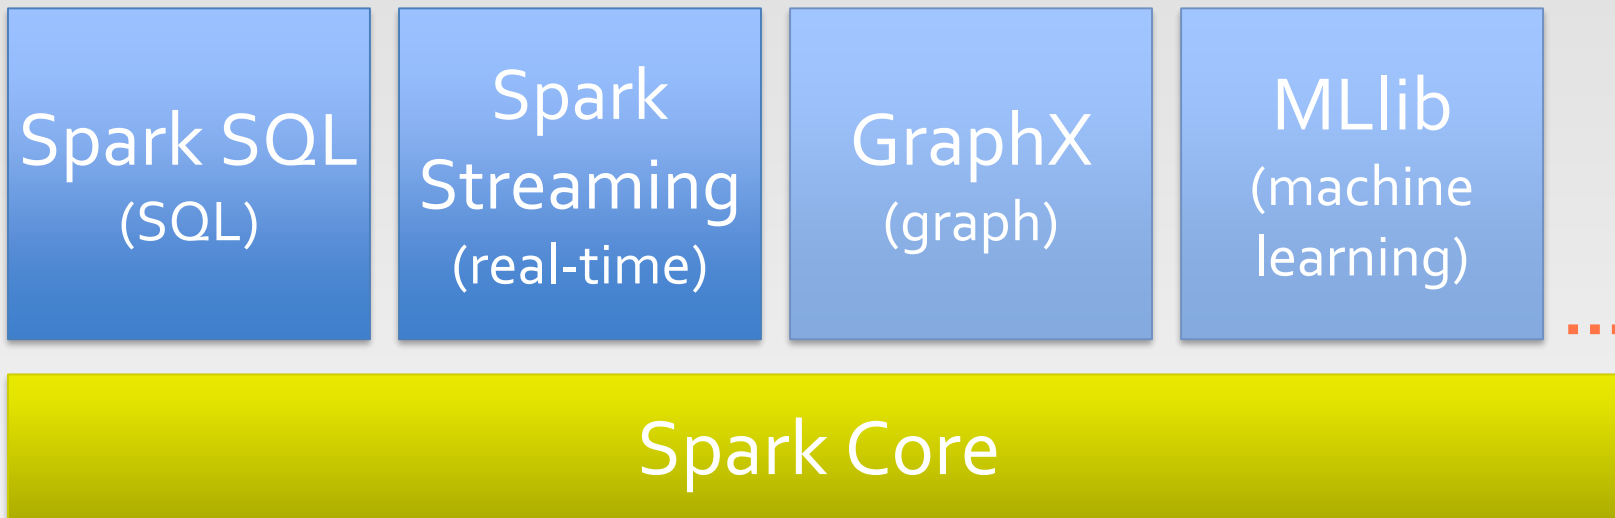 Spark SQL
(SQL)
Spark
Streaming
(real-time)
GraphX
(graph)
MLlib
(machine
learning)
...
Spark Core